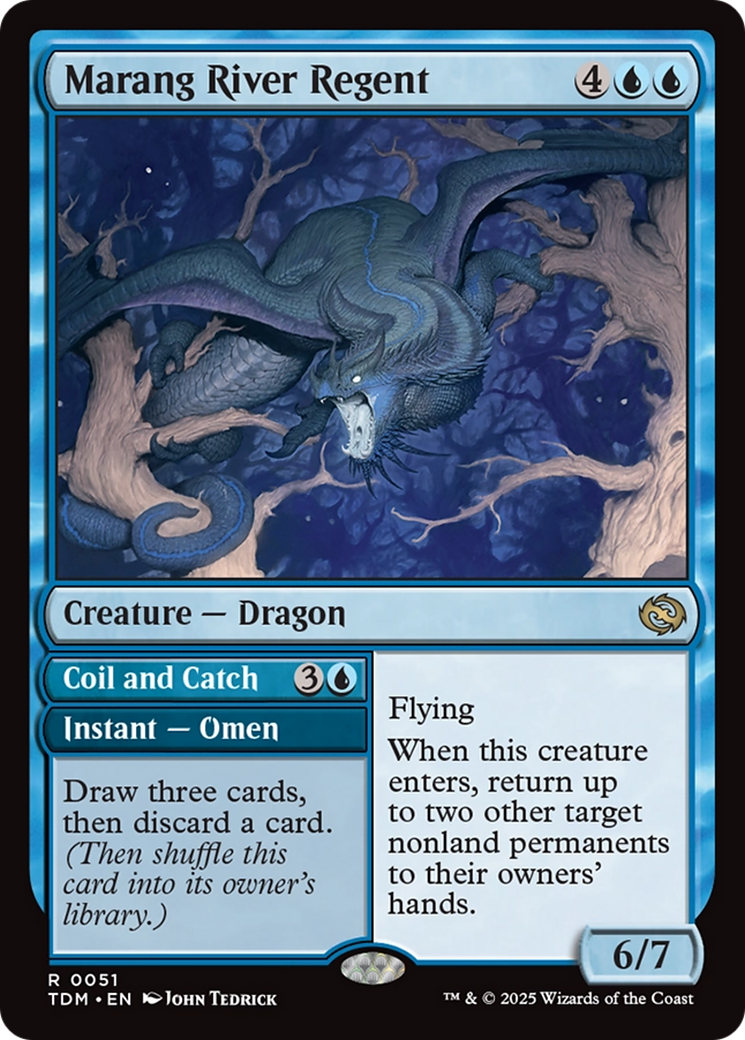 Marang River Regent 4
Creature — Dragon
Coil and Catch 3
Instant — Omen
Draw three cards,
then discard a card.
(Then shuffle this
card into its owner's
library.)
Flying
When this creature
enters, return up
to two other target
nonland permanents
to their owners'
hands.
6/7
R 0051
TDM • EN John Tedrick
™ & © 2025 Wizards of the Coast